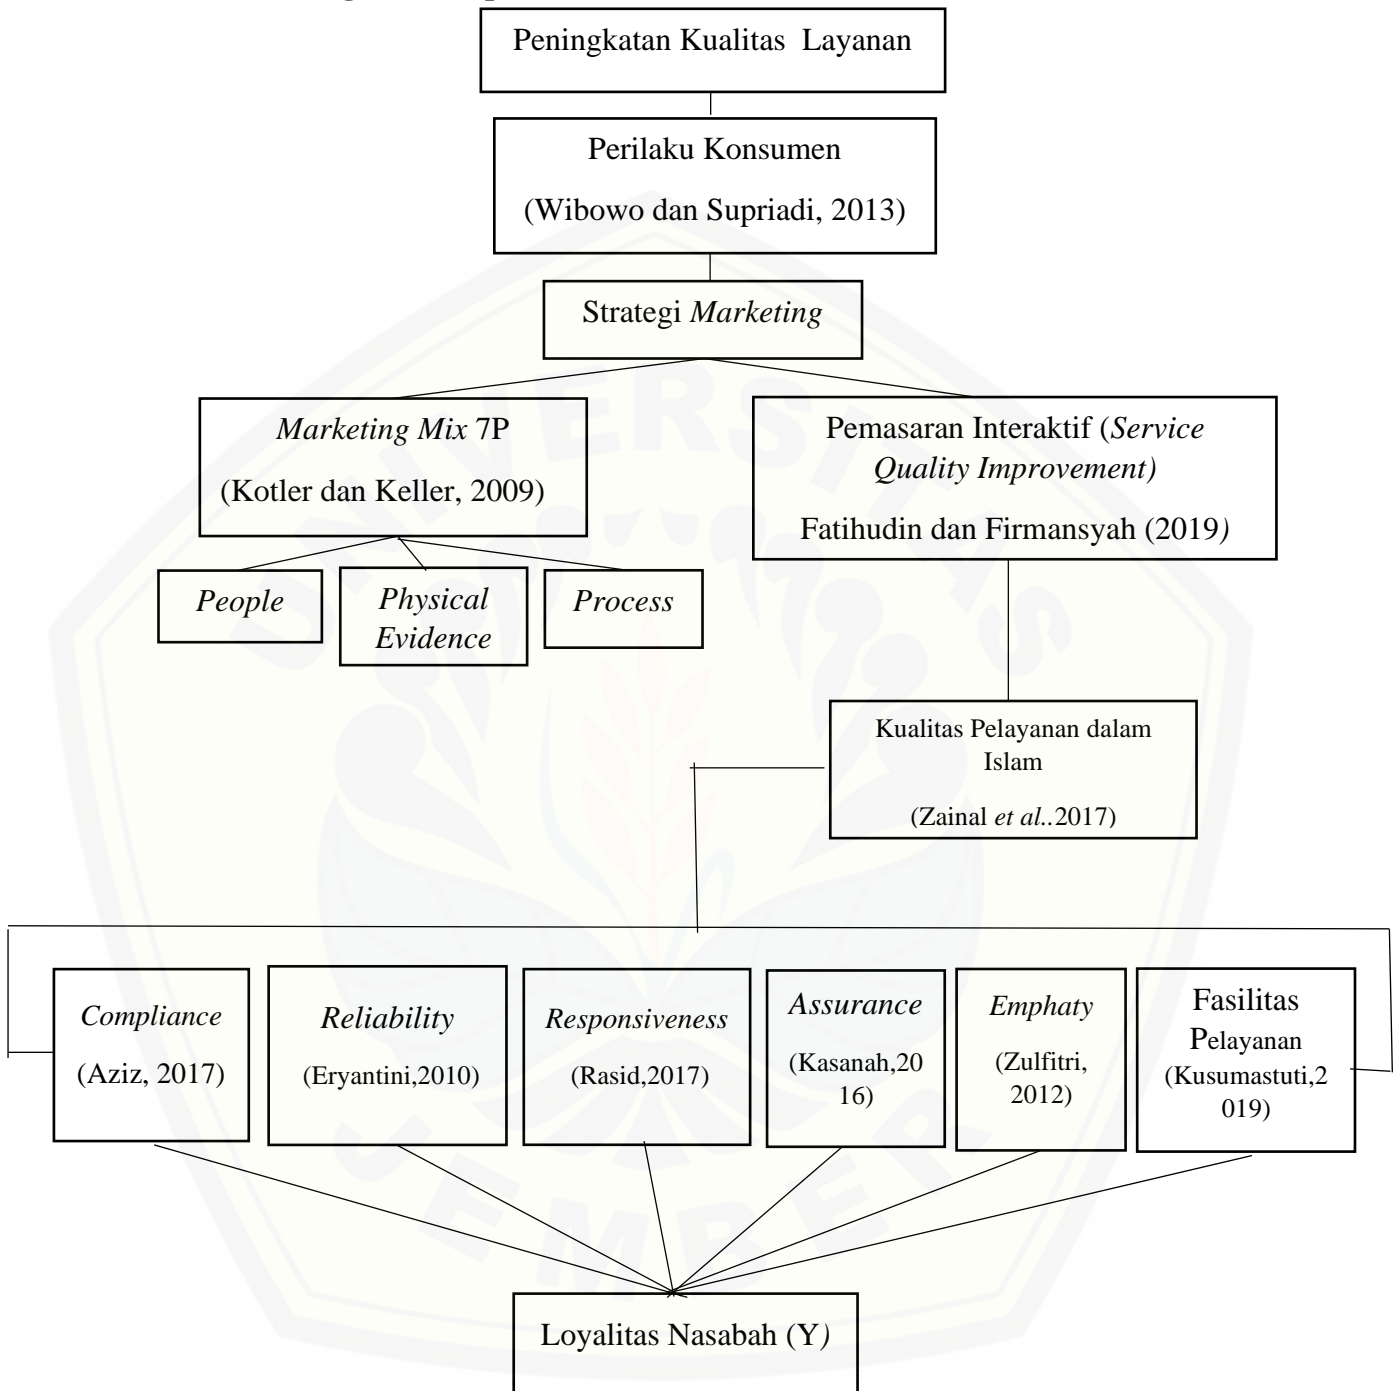 Peningkatan Kualitas Layanan
Perilaku Konsumen
(Wibowo dan Supriadi, 2013)
Strategi Marketing
Marketing Mix 7P
(Kotler dan Keller, 2009)
Pemasaran Interaktif (Service
Quality Improvement)
Fatihudin dan Firmansyah (2019)
People
Physical
Evidence
Process
Kualitas Pelayanan dalam
Islam
(Zainal et al..2017)
Compliance
(Aziz, 2017)
Reliability
(Eryantini,2010)
Responsiveness
(Rasid,2017)
Assurance
(Kasanah,20
16)
Emphaty
(Zulfitri,
2012)
Fasilitas
Pelayanan
(Kusumastuti,2
019)
Loyalitas Nasabah (Y)
UNIVERSITAS
JEMBER